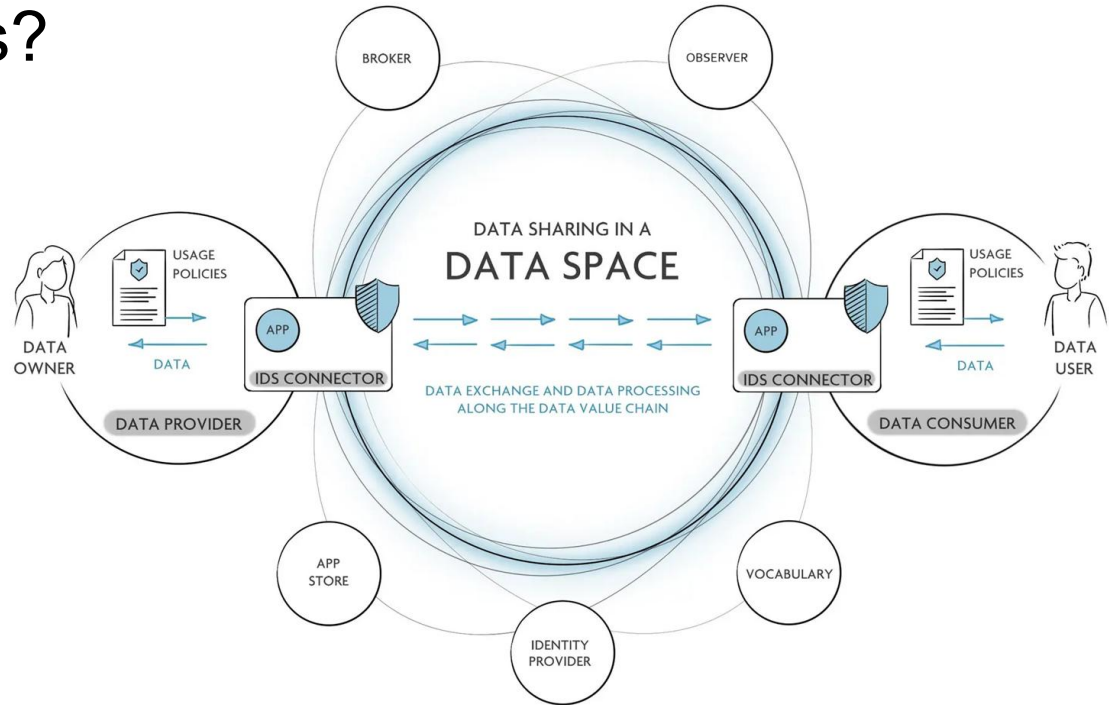 s?
BROKER
OBSERVER
DATA SHARING IN A
DATA SPACE
USAGE
POLICIES
USAGE
POLICIES
APP
APP
DATA
OWNER
DATA
DATA
DATA
USER
IDS CONNECTOR
IDS CONNECTOR
DATA EXCHANGE AND DATA PROCESSING
ALONG THE DATA VALUE CHAIN
DATA PROVIDER
DATA CONSUMER
APP
STORE
VOCABULARY
IDENTITY
PROVIDER